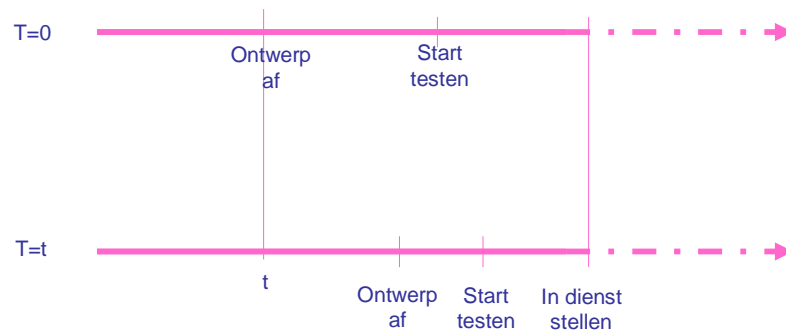 T=0
Ontwerp
af
Start
testen
T=t
t
Ontwerp
af
Start
testen
In dienst
stellen